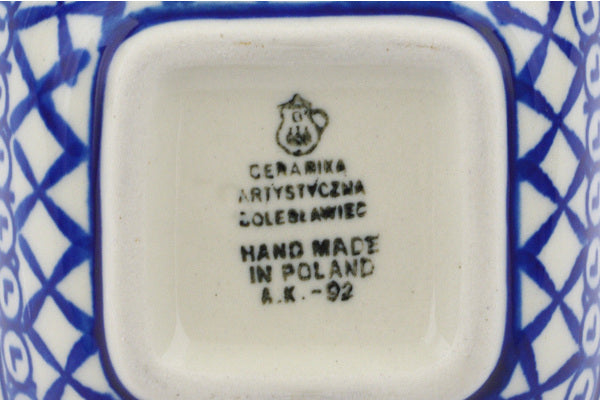 CERAMIKA
ARTYSTYCZNA
BOLESŁAWIEC
HAND MADE
IN POLAND
A.K.-92